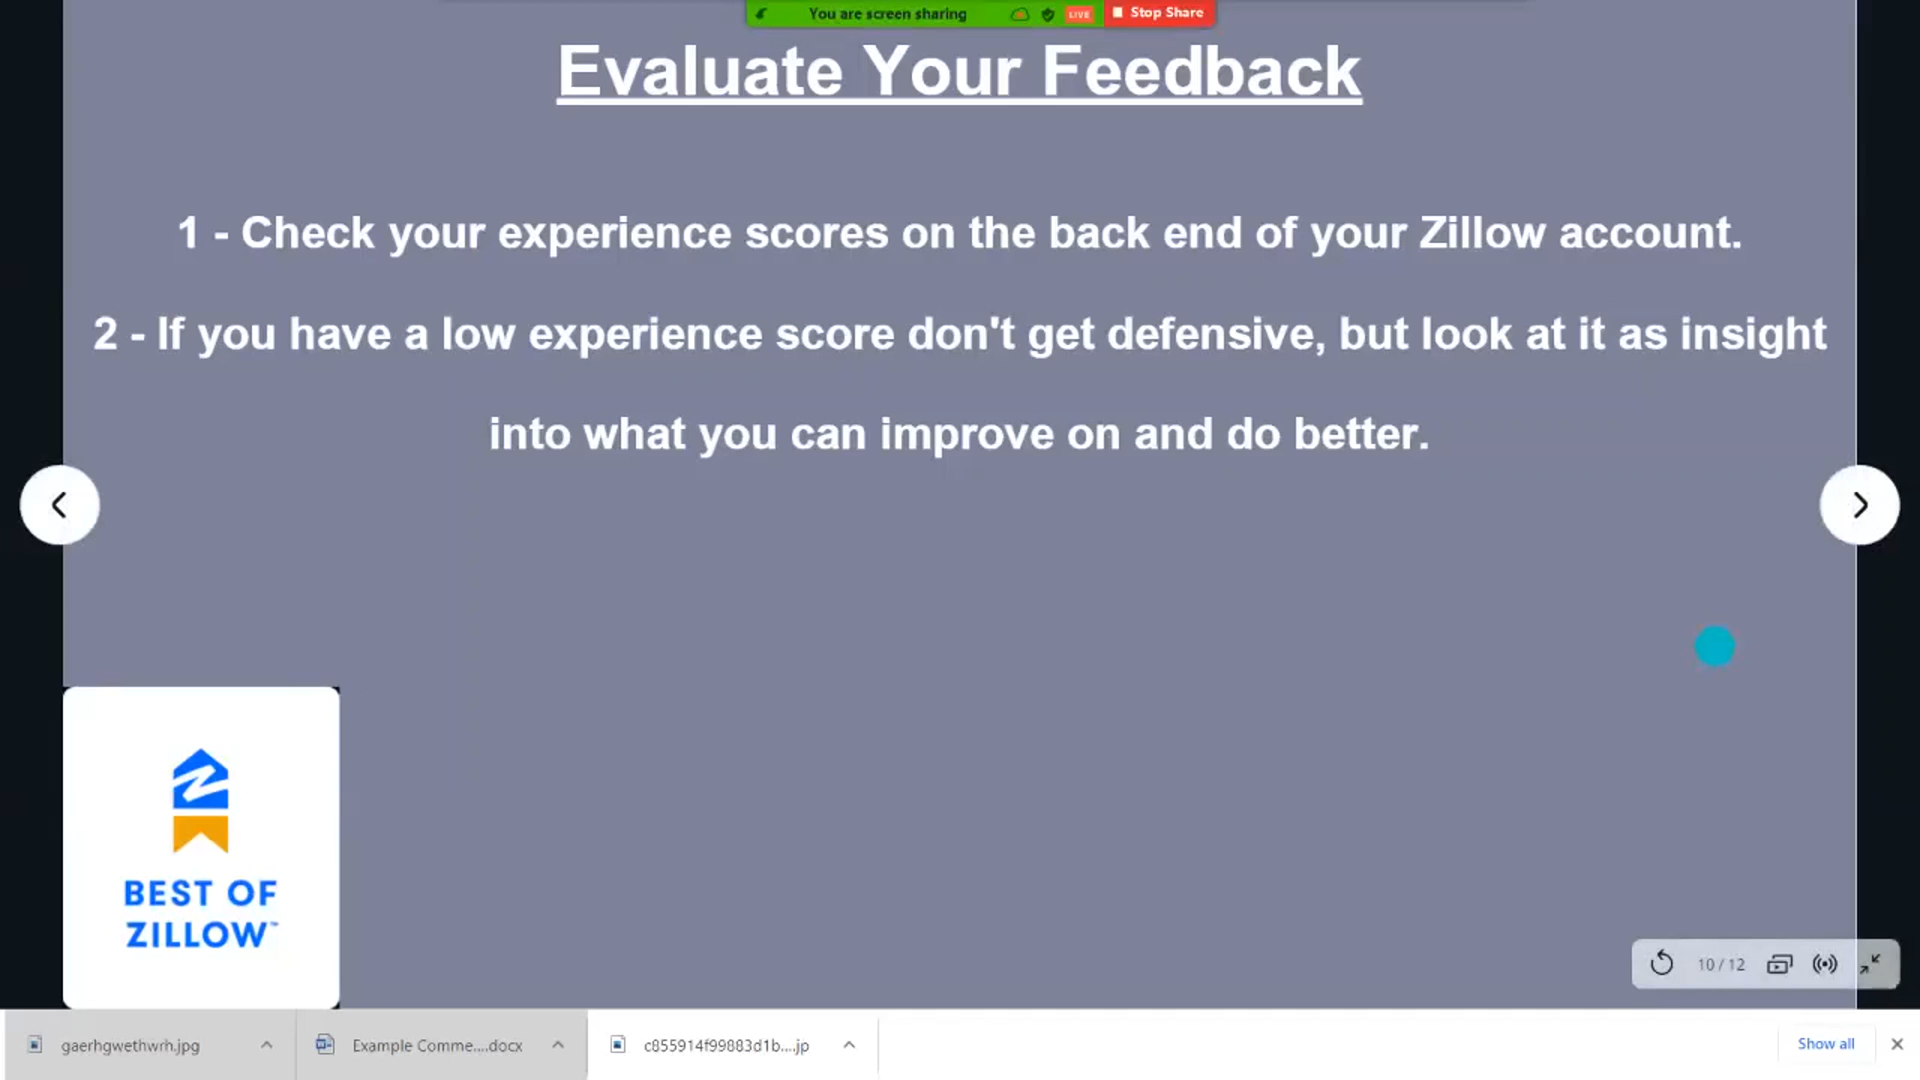 You are screen sharing
LIVE
Stop Share
Evaluate Your Feedback
1 - Check your experience scores on the back end of your Zillow account.
2 - If you have a low experience score don't get defensive, but look at it as insight
into what you can improve on and do better.
BEST OF
ZILLOW™
10 / 12
gaerhgwethwrh.jpg
Example Comme....docx
c855914f99883d1b....jp
Show all